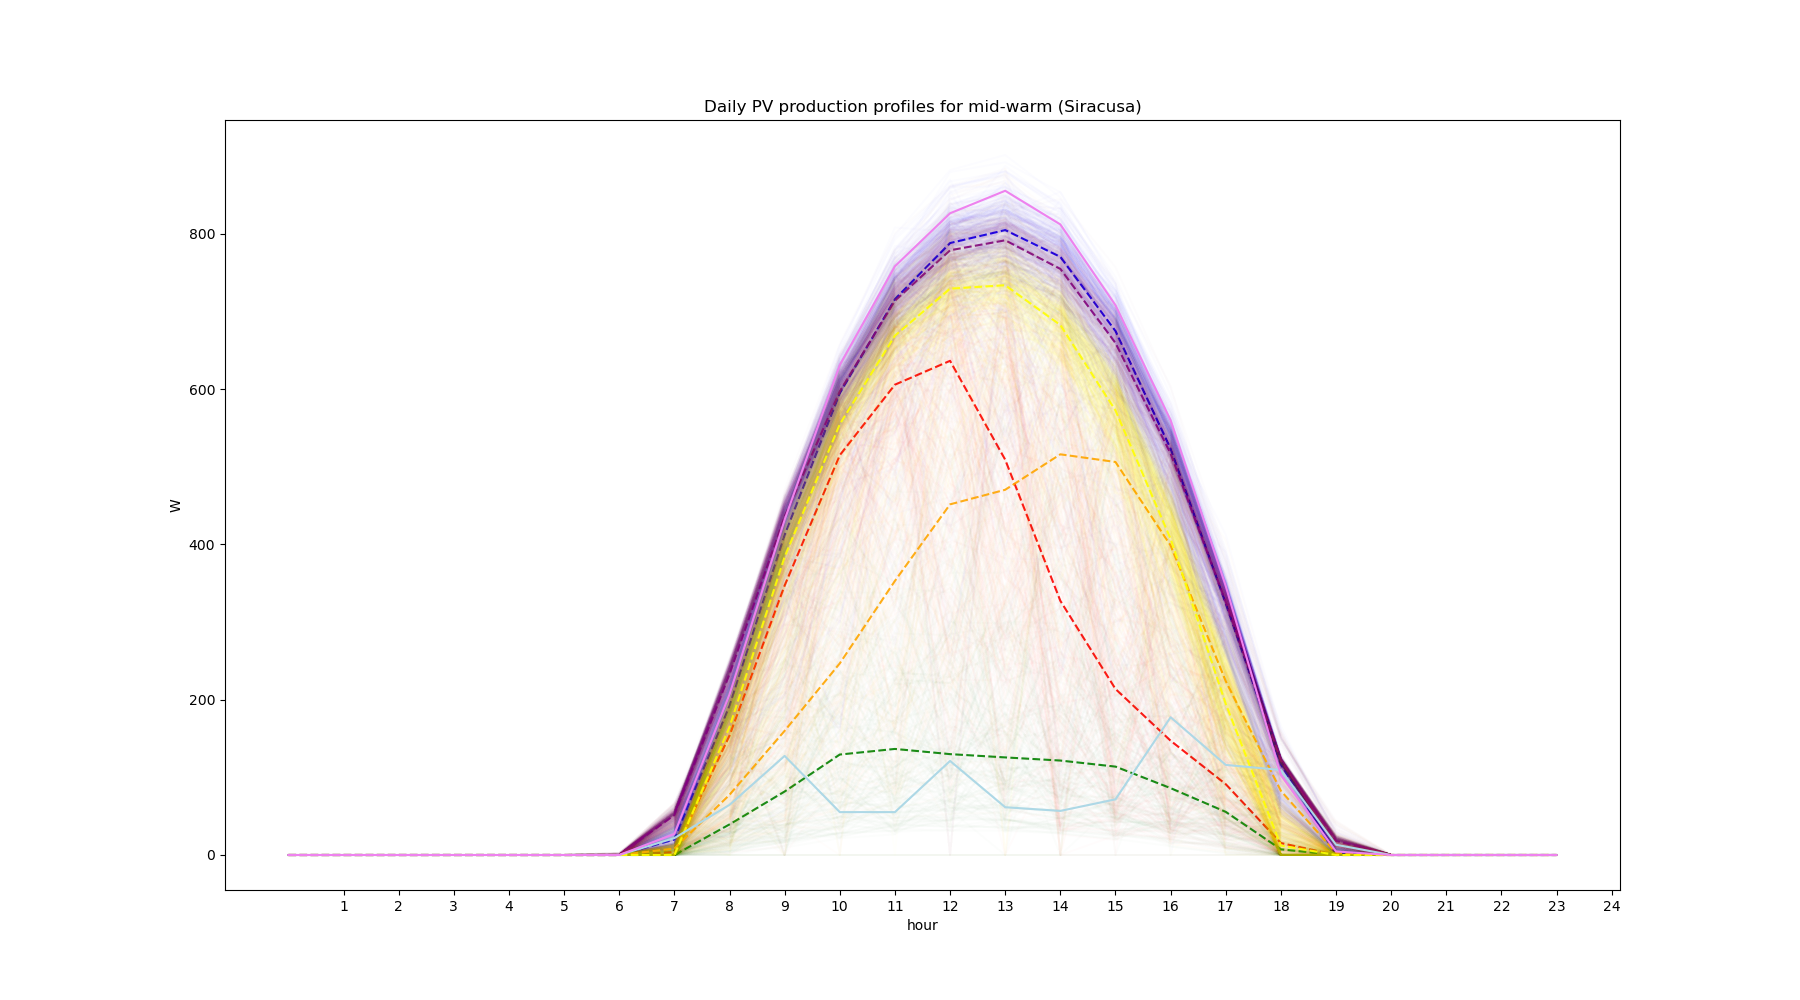 Daily PV production profiles for mid-warm (Siracusa)
800
600
W
400
200
0
1 2 3 4 5 6 7 8 9 10 11 12 13 14 15 16 17 18 19 20 21 22 23 24
hour